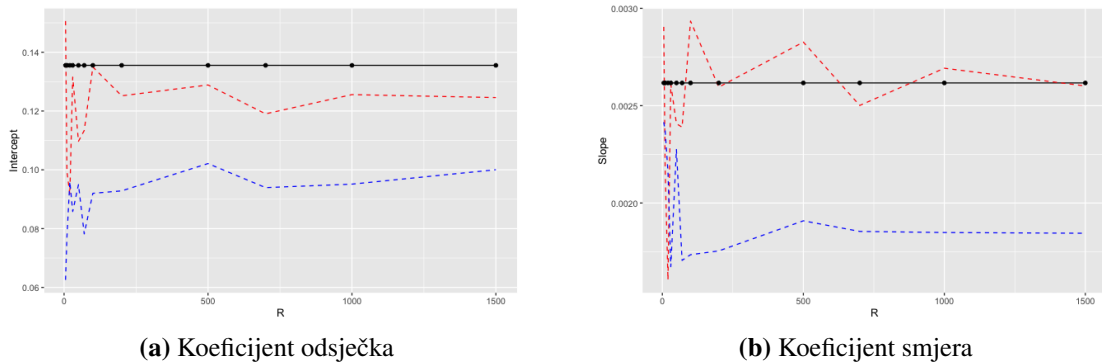 0.14
0.12
0.10
0.08
0.06
Intercept
0
500
1000
1500
R
(a) Koeficijent odsječka
0.0030
0.0025
0.0020
Slope
0
500
1000
1500
R
(b) Koeficijent smjera